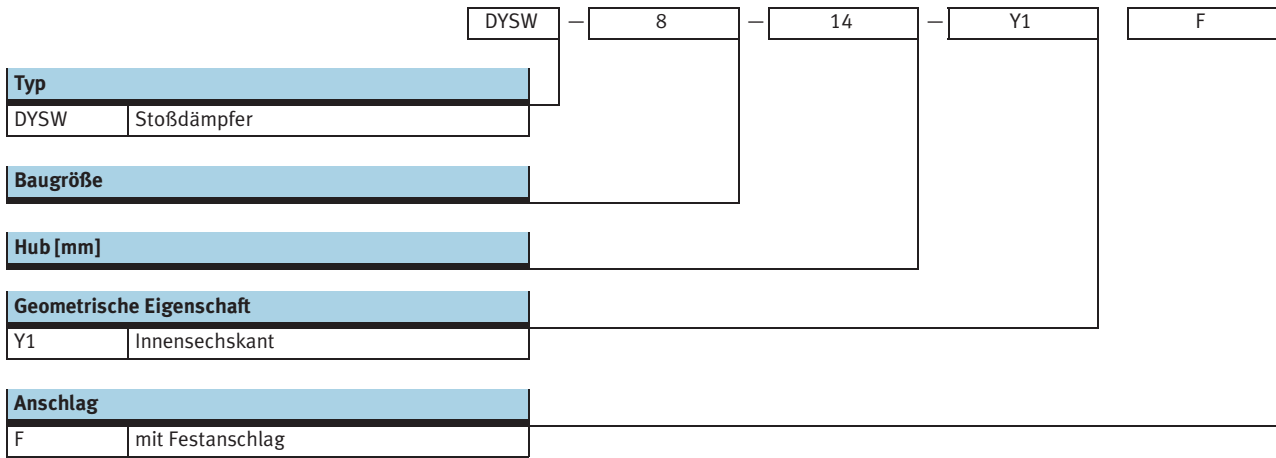 DYSW — 8 — 14 — Y1 F
Typ
DYSW Stoßdämpfer
Baugröße
Hub [mm]
Geometrische Eigenschaft
Y1 Innensechskant
Anschlag
F mit Festanschlag